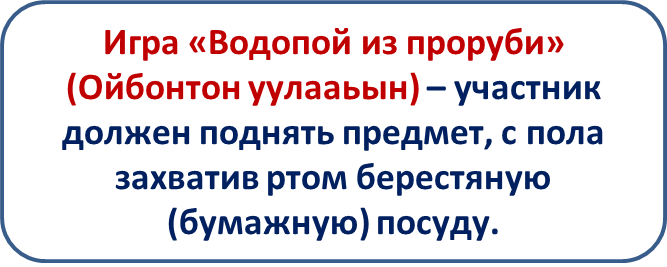 Игра «Водопой из проруби»
(Ойбонтон уулааьын) – участник
должен поднять предмет, с пола
захватив ртом берестяную
(бумажную) посуду.